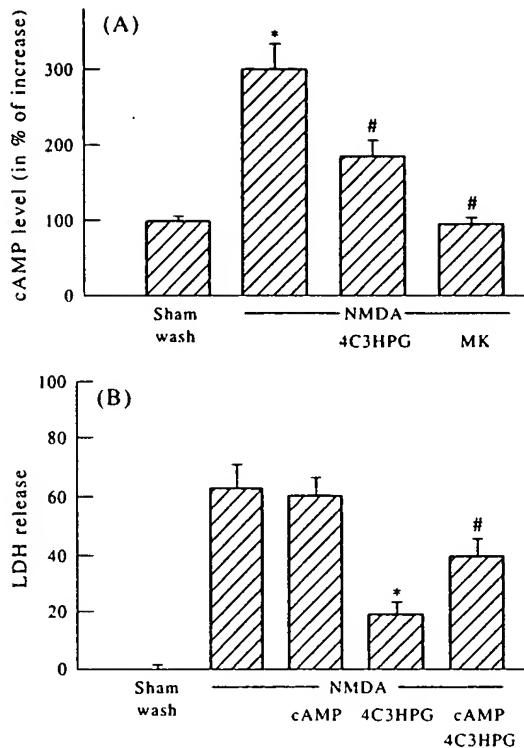 (A)
*
300
#
200
#
100
0
cAMP level (in % of increase)
Sham
wash
NMDA
4C3HPG
MK
(B)
80
60
#
40
*
20
0
LDH release
Sham
wash
NMDA
cAMP
4C3HPG
cAMP
4C3HPG